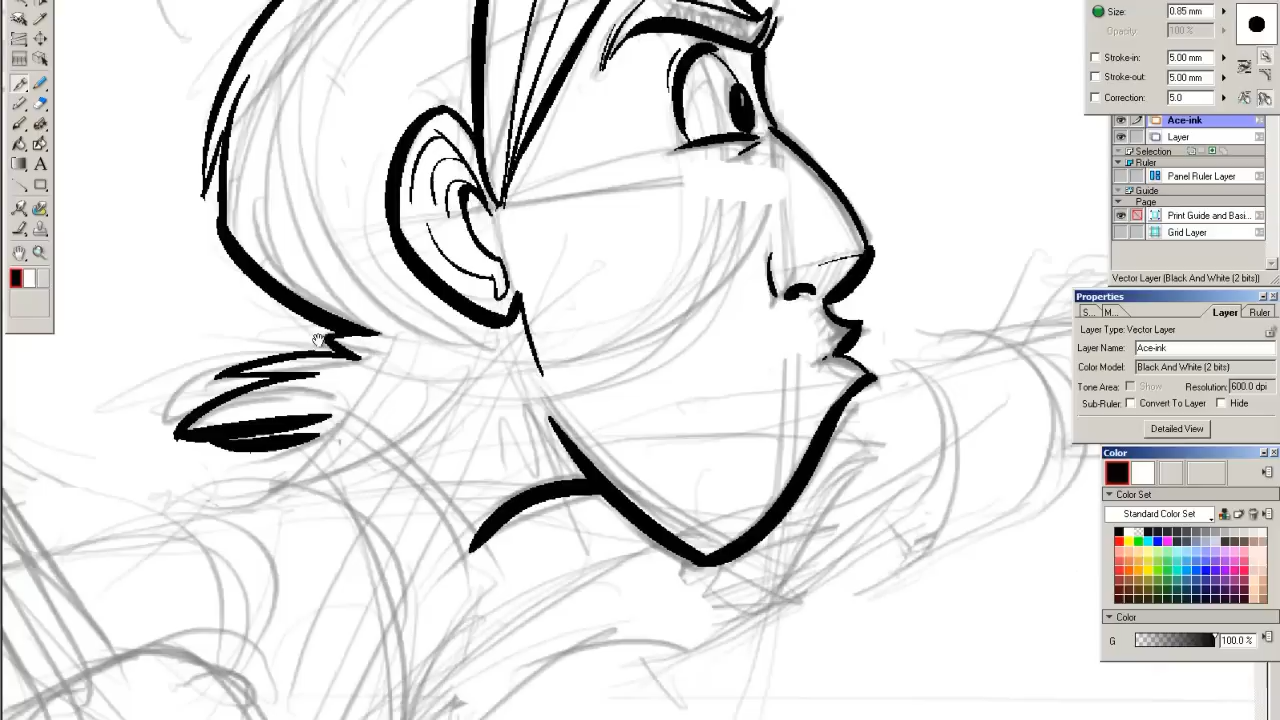 Size: 0.85 mm
Opacity: 100 %
Stroke-in: 5.00 mm
Stroke-out: 5.00 mm
Correction: 5.0
Ace-ink
Layer
Selection
Ruler
Panel Ruler Layer
Guide
Page
Print Guide and Basi...
Grid Layer
Vector Layer (Black And White (2 bits))
Properties
S... M... Layer Ruler
Layer Type: Vector Layer
Layer Name: Ace-ink
Color Model: Black And White (2 bits)
Tone Area: Show Resolution: 600.0 dpi
Sub-Ruler: Convert To Layer Hide
Detailed View
Color
Color Set
Standard Color Set
Color
G 100.0 %
A